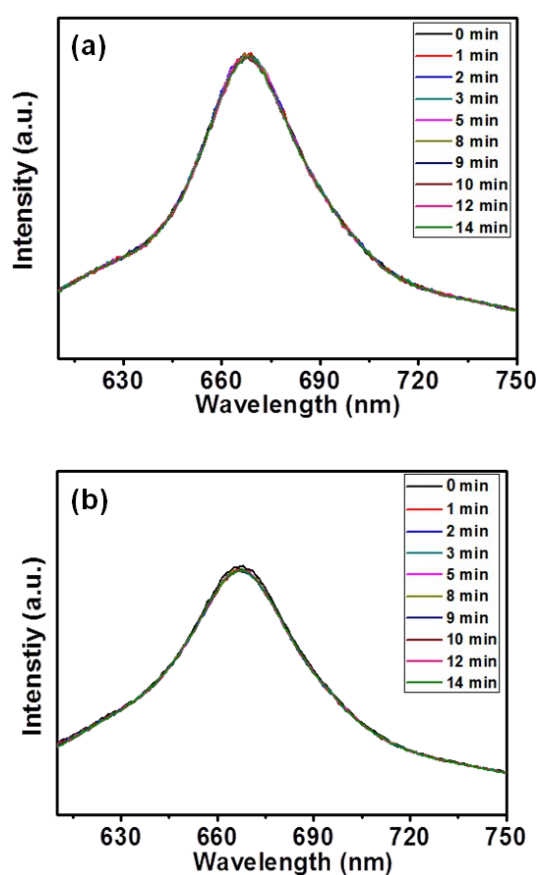 (a)
0 min
1 min
2 min
3 min
5 min
8 min
9 min
10 min
12 min
14 min
Intensity (a.u.)
630 660 690 720 750
Wavelength (nm)
(b)
0 min
1 min
2 min
3 min
5 min
8 min
9 min
10 min
12 min
14 min
Intenstiy (a.u.)
630 660 690 720 750
Wavelength (nm)